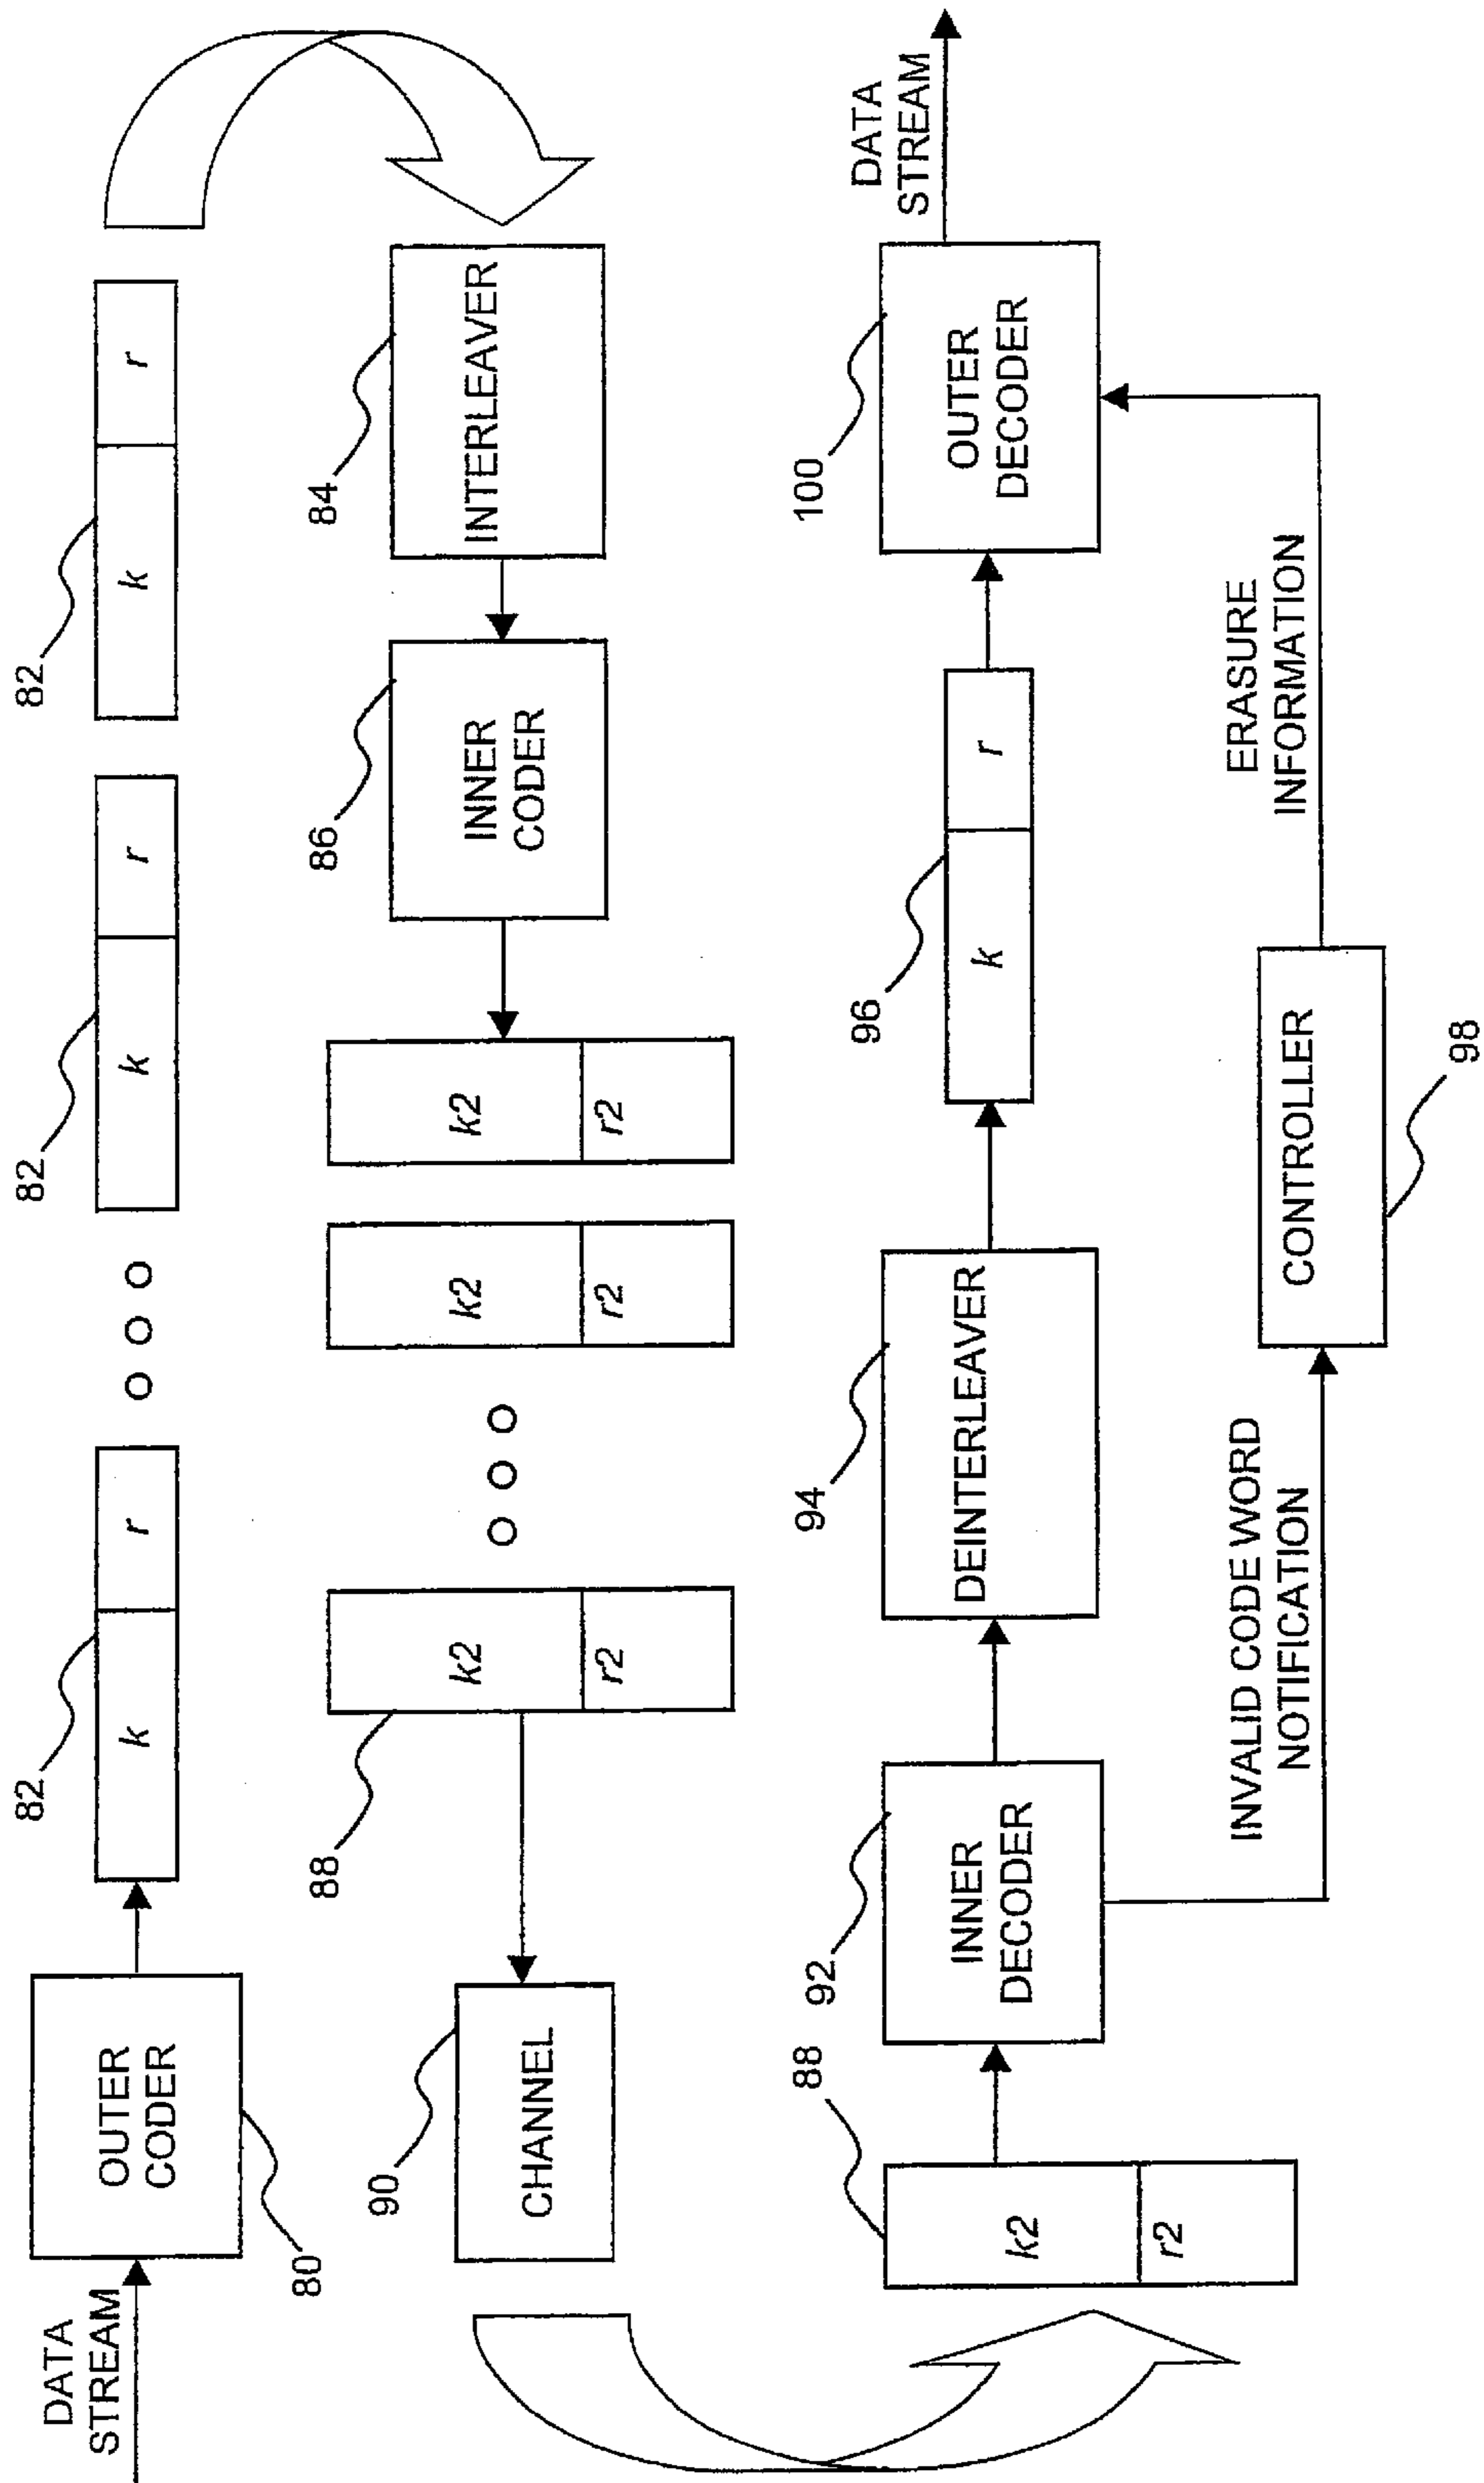 DATA
STREAM
OUTER
CODER
80
82
k
r
82
k
r
82
k
r
84
INTERLEAVER
86
INNER
CODER
k2
r2
k2
r2
88
k2
r2
90
CHANNEL
88
k2
r2
92
INNER
DECODER
94
DEINTERLEAVER
96
k
r
100
OUTER
DECODER
DATA
STREAM
INVALID CODE WORD
NOTIFICATION
CONTROLLER
98
ERASURE
INFORMATION